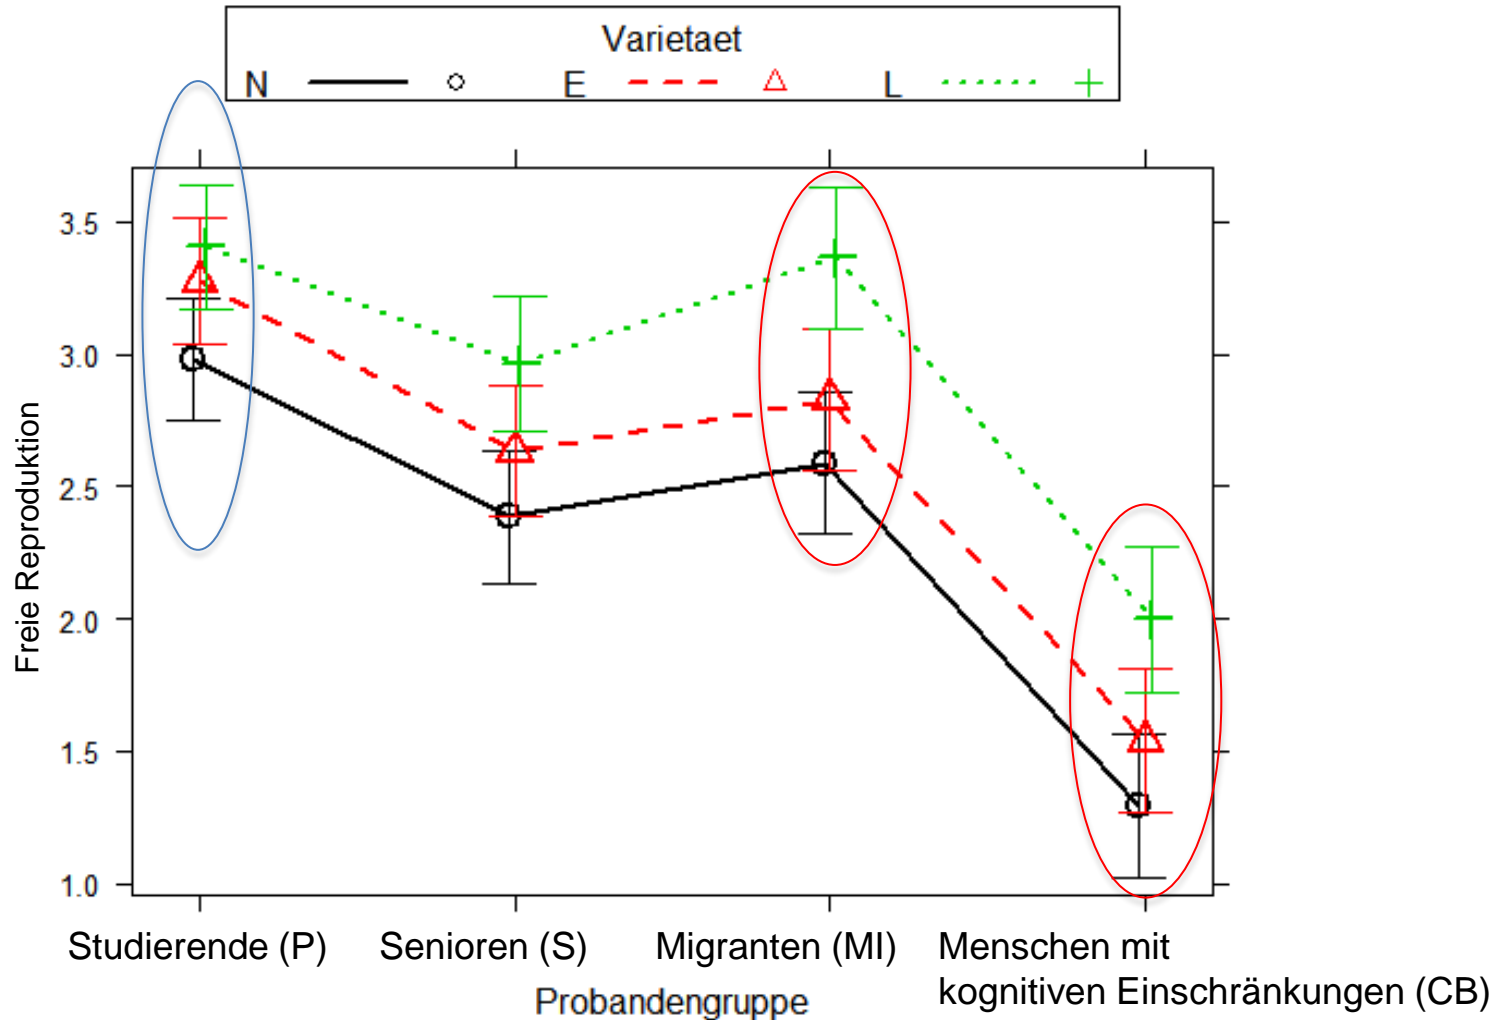 Varietaet
N E L
3.5
3.0
2.5
2.0
1.5
1.0
Freie Reproduktion
Studierende (P) Senioren (S) Migranten (MI) Menschen mit
kognitiven Einschränkungen (CB)
Probandengruppe